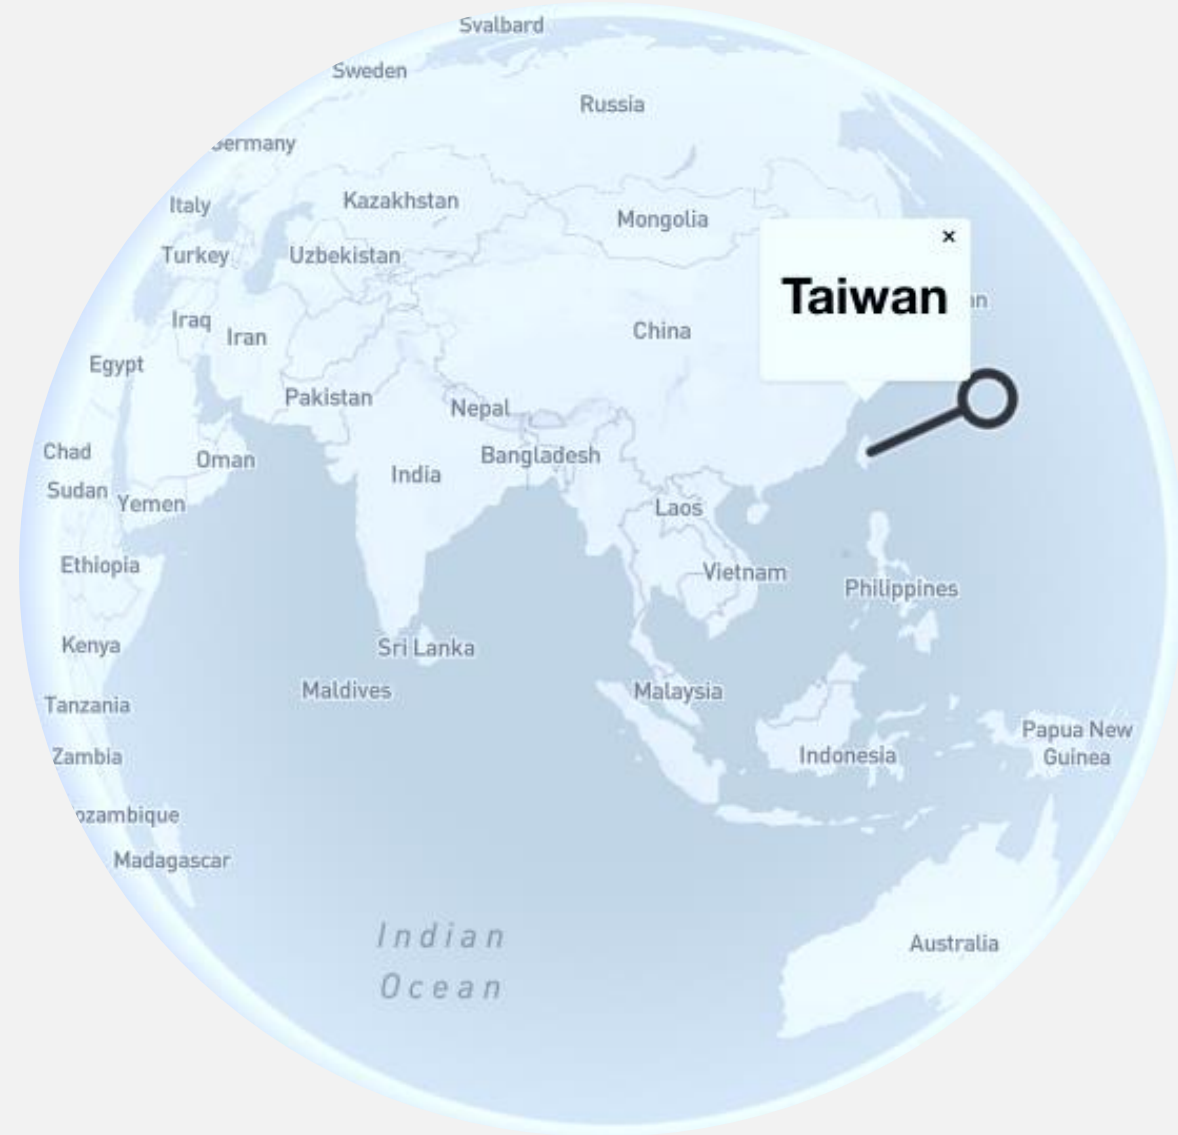 Svalbard
Sweden
Russia
Germany
Italy
Kazakhstan
Mongolia
×
Turkey
Uzbekistan
Taiwan
Iraq
Iran
China
Egypt
Pakistan
Nepal
Chad
Oman
Bangladesh
India
Sudan
Yemen
Laos
Ethiopia
Vietnam
Philippines
Kenya
Sri Lanka
Maldives
Malaysia
Tanzania
Papua New
Guinea
Zambia
Indonesia
ozambique
Madagascar
Indian
Ocean
Australia